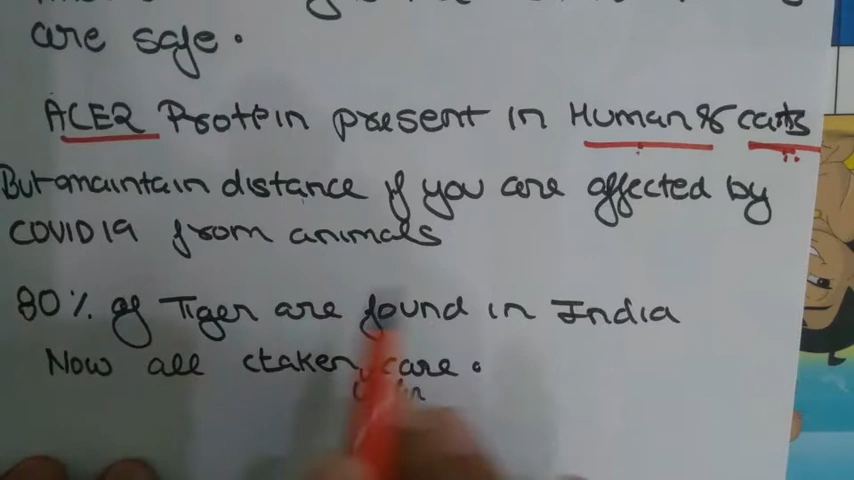 are safe.
ACE2 Protein present in Human & cats
But maintain distance if you are affected by
COVID19 from animals
80% of Tiger are found in India
Now all taken care.